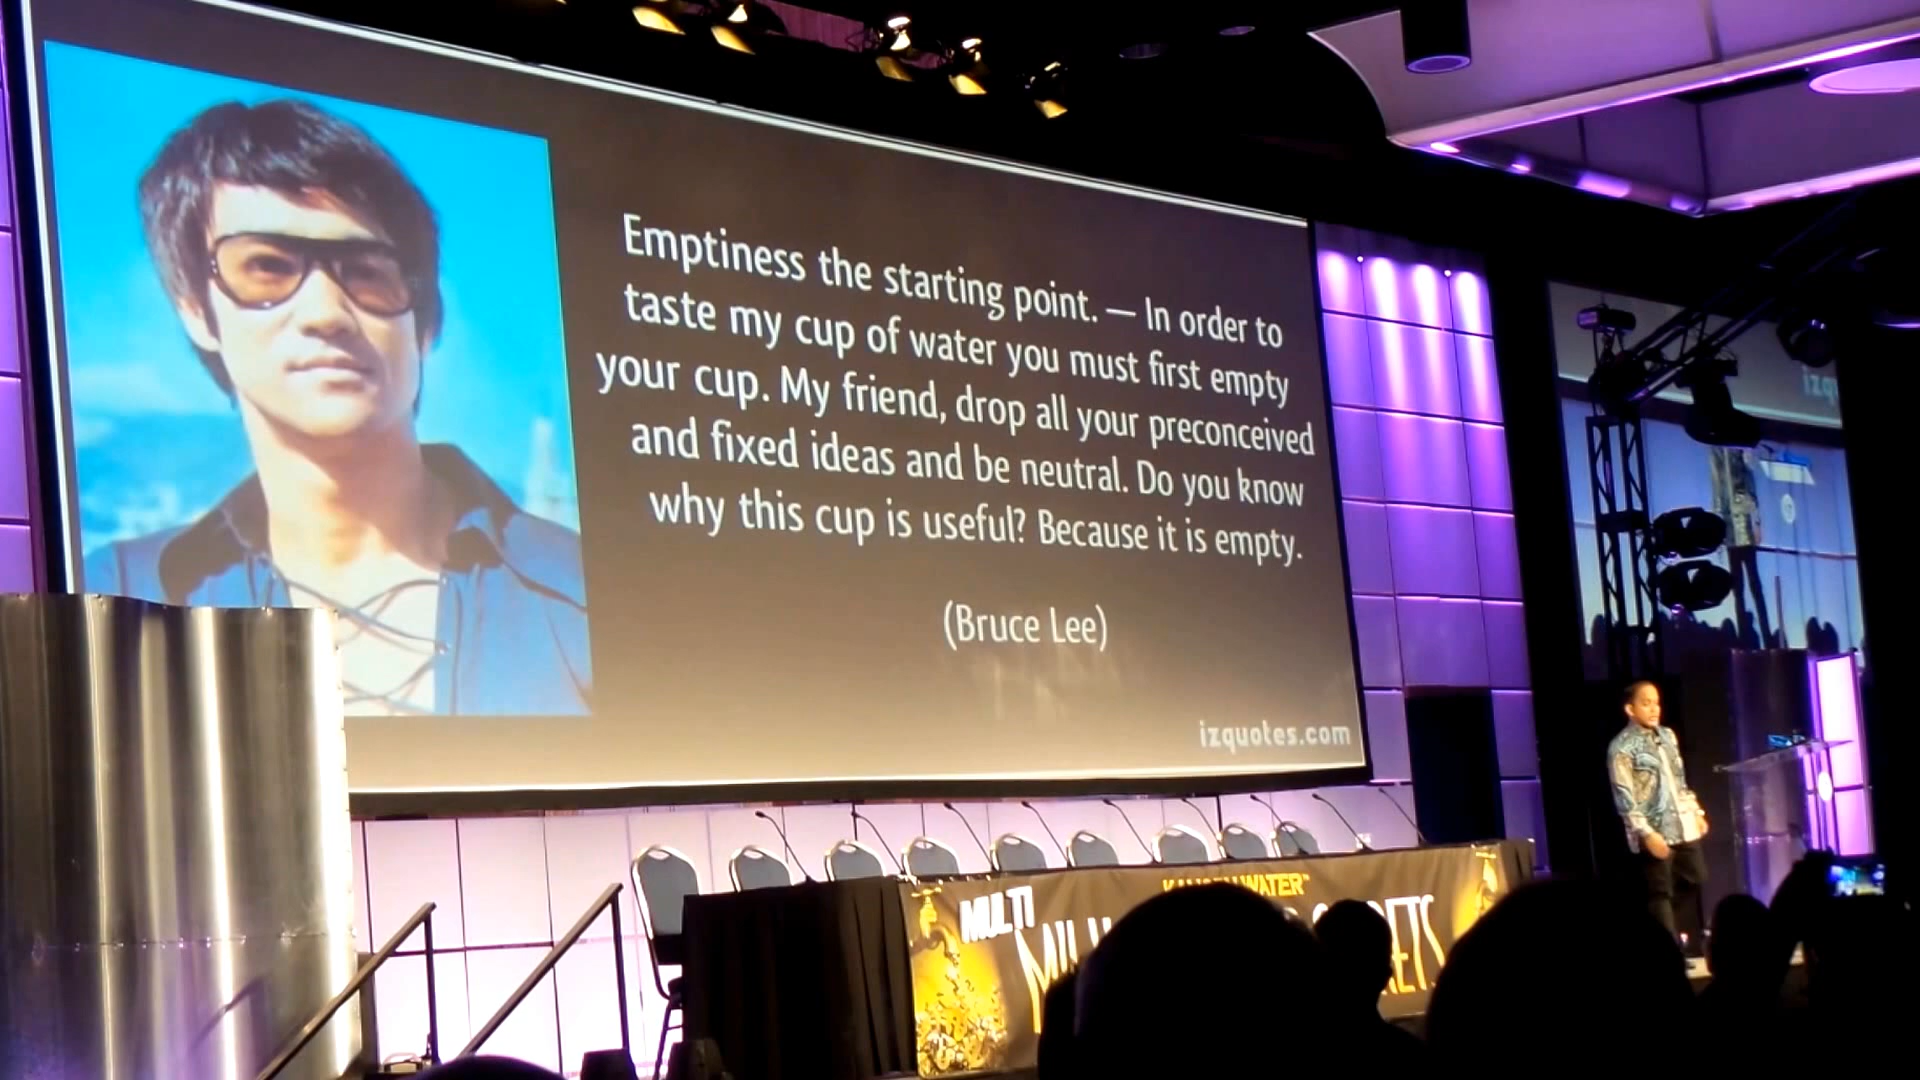 Emptiness the starting point. — In order to
taste my cup of water you must first empty
your cup. My friend, drop all your preconceived
and fixed ideas and be neutral. Do you know
why this cup is useful? Because it is empty.
(Bruce Lee)
izquotes.com
izq
WATER™
MULTI